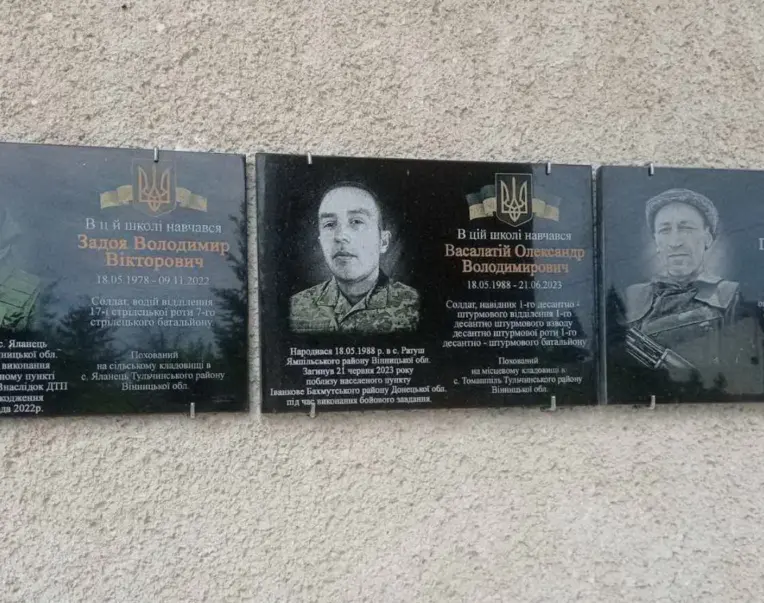 В ц й школі навчався
Задоя Володимир
Вікторович
18.05.1978 - 09.11.2022
Солдат, водій відділення
17-ї стрілецької роти 7-го
стрілецького батальйону
Похований
на сільському кладовищі в
с. Яланець Тульчинського району
Вінницької обл.
с. Яланець
обл.
виконання
пункті
внаслідок ДТП
2022р.
В цій школі навчався
Васалатій Олександр
Володимирович
18.05.1988 - 21.06.2023
Солдат, навідник 1-го десантно -
штурмового відділення 1-го
десантно штурмового взводу
десантно штурмової роти 1-го
десантно - штурмового батальйону
Похований
на місцевому кладовищі в
с. Томашпіль Тульчинського району
Вінницької обл.
Народився 18.05.1988 р. в с. Ратуш
Ямпільського району Вінницької обл.
Загинув 21 червня 2023 року
поблизу населеного пункту
Іванкове Бахмутського району Донецької обл.
під час виконання бойового завдання.